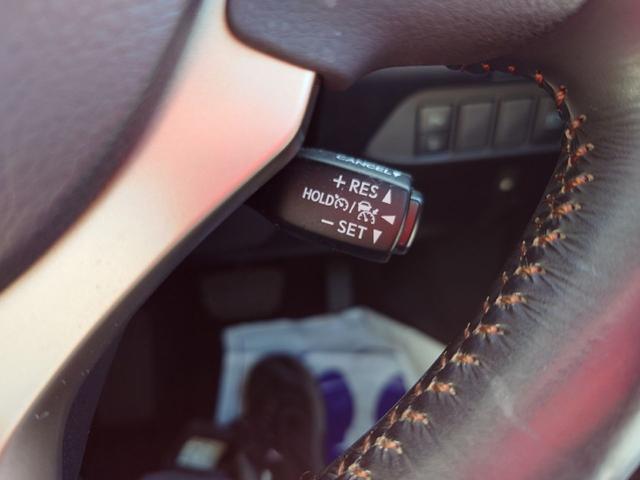 CANCEL
+ RES
HOLD /
− SET